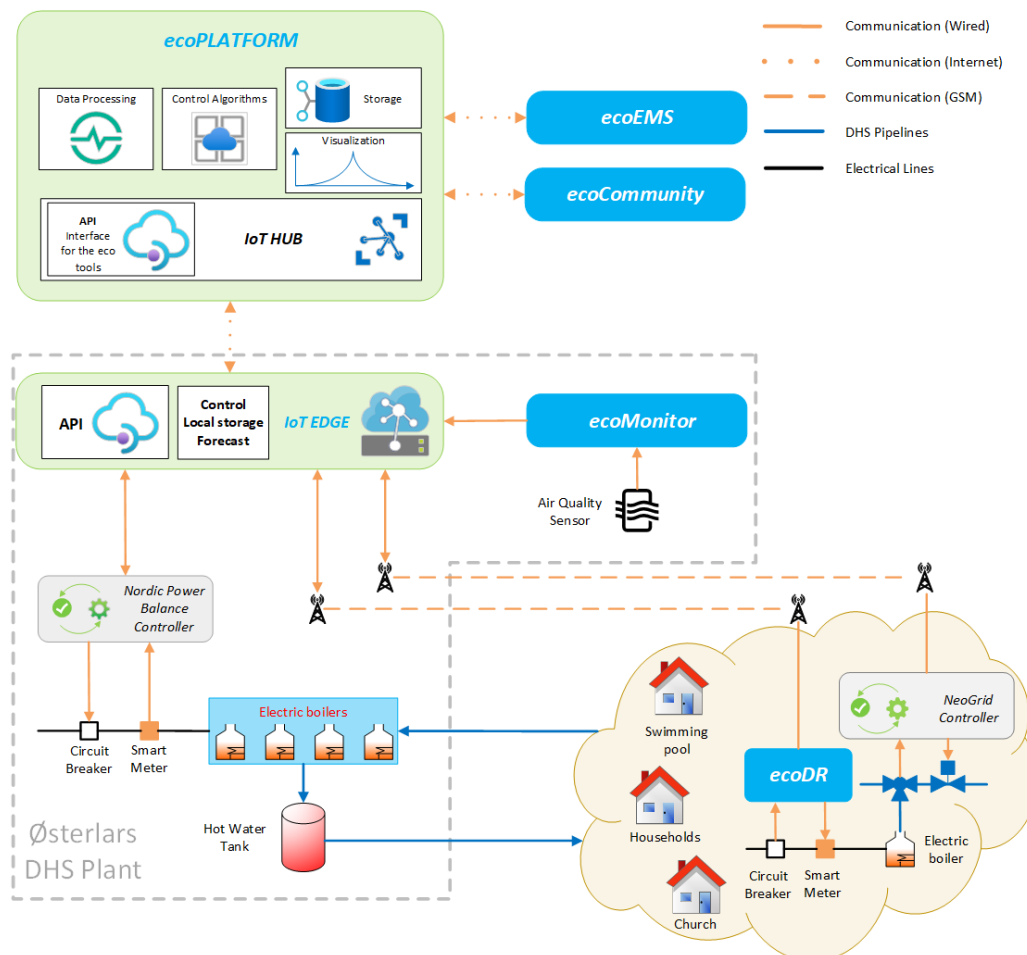 ecoPLATFORM
Data Processing
Control Algorithms
Storage
Visualization
API
Interface
for the eco
tools
IoT HUB
ecoEMS
ecoCommunity
Communication (Wired)
Communication (Internet)
Communication (GSM)
DHS Pipelines
Electrical Lines
API
Control
Local storage
Forecast
IoT EDGE
ecoMonitor
Air Quality
Sensor
Nordic Power
Balance
Controller
Electric boilers
Circuit
Breaker
Smart
Meter
Hot Water
Tank
Østerlars
DHS Plant
Swimming
pool
Households
Church
NeoGrid
Controller
ecoDR
Circuit
Breaker
Smart
Meter
Electric
boiler